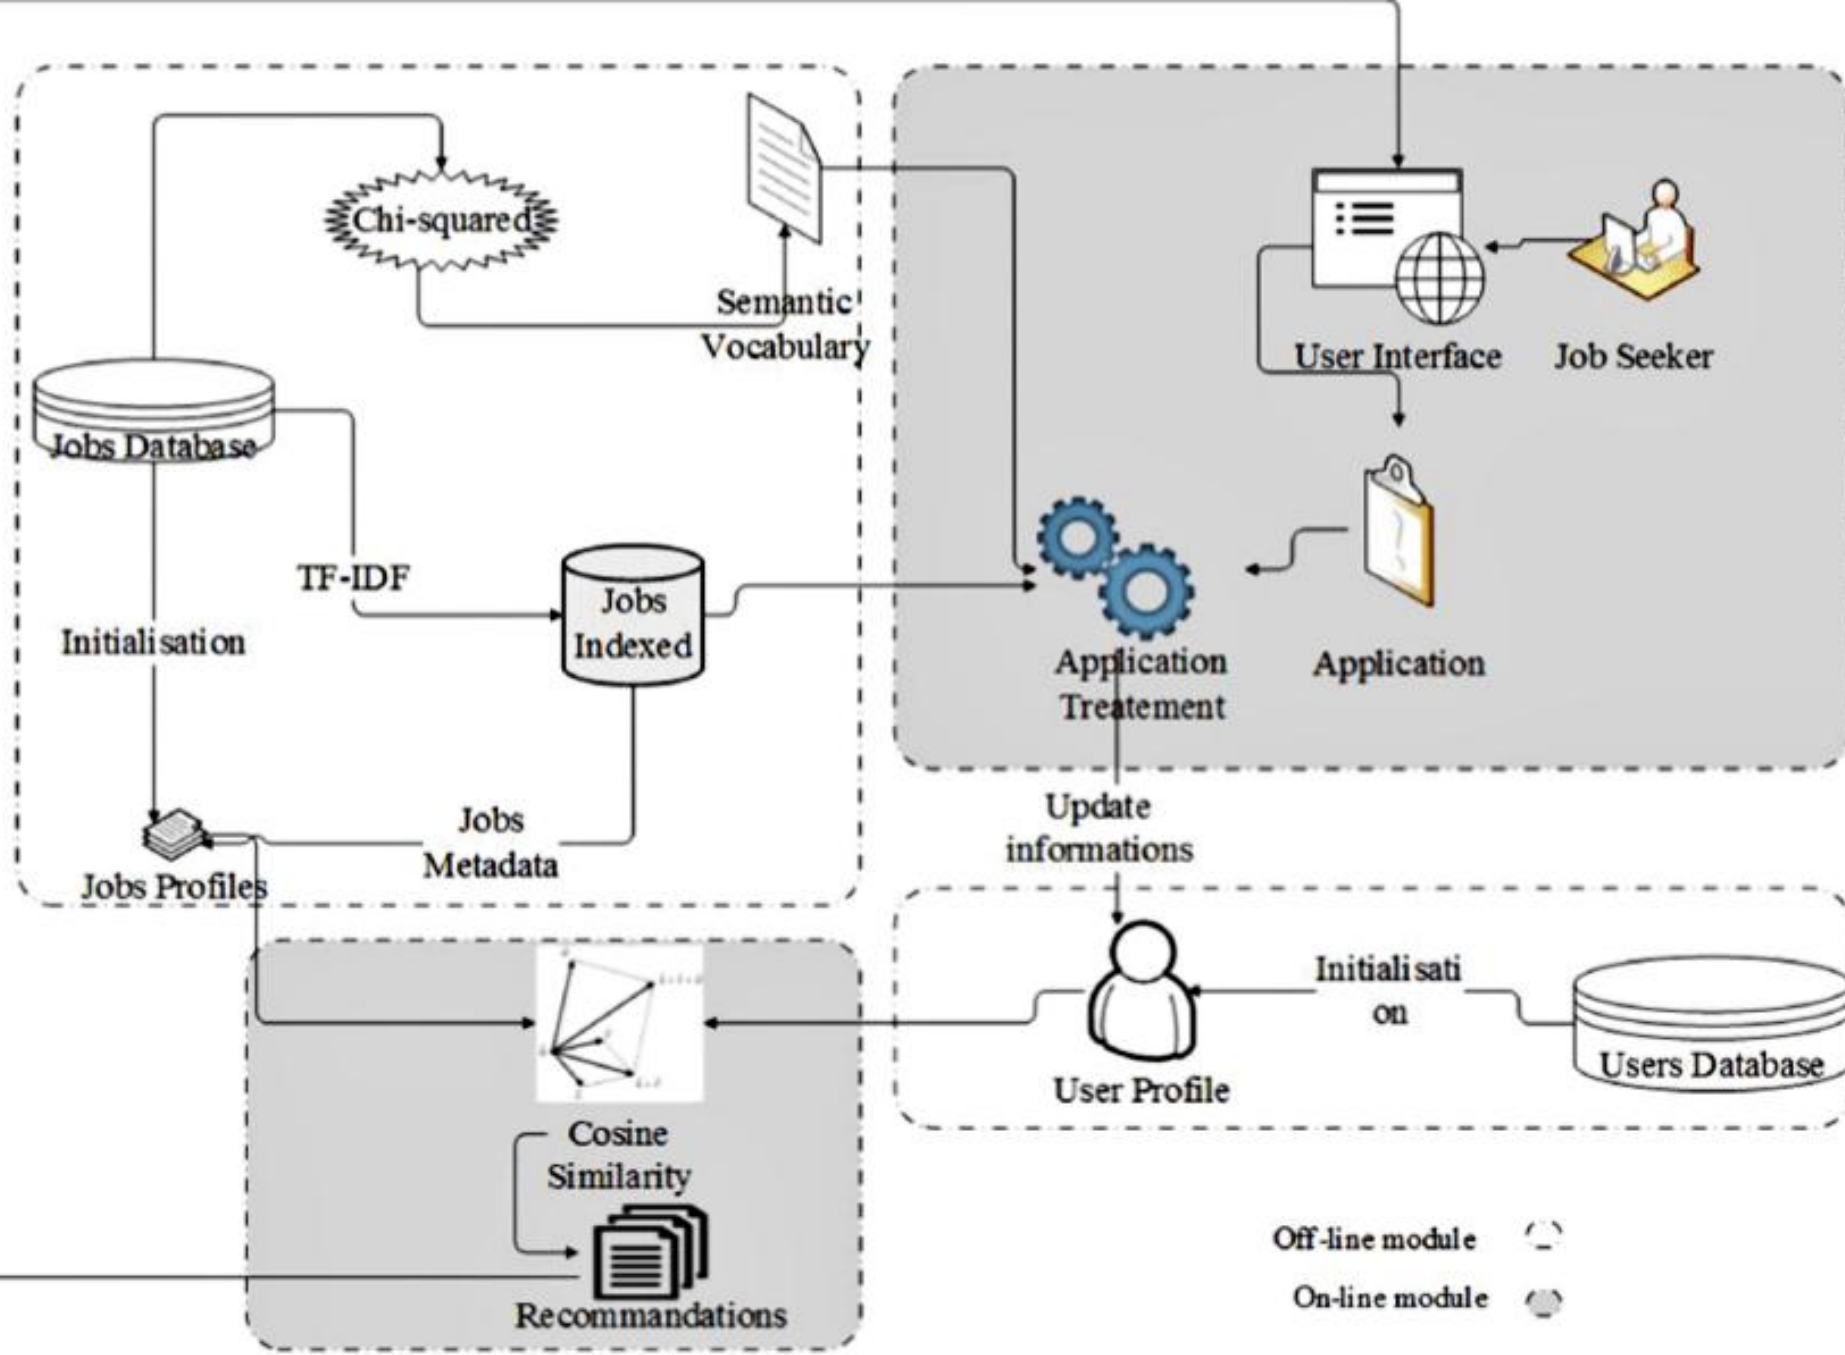 Chi-squared
Semantic
Vocabulary
User Interface
Job Seeker
Jobs Database
TF-IDF
Jobs
Indexed
Initialisation
Application
Treatement
Application
Jobs
Metadata
Jobs Profiles
Update
informations
Initialisati
on
Users Database
User Profile
Cosine
Similarity
Recommandations
Off-line module
On-line module